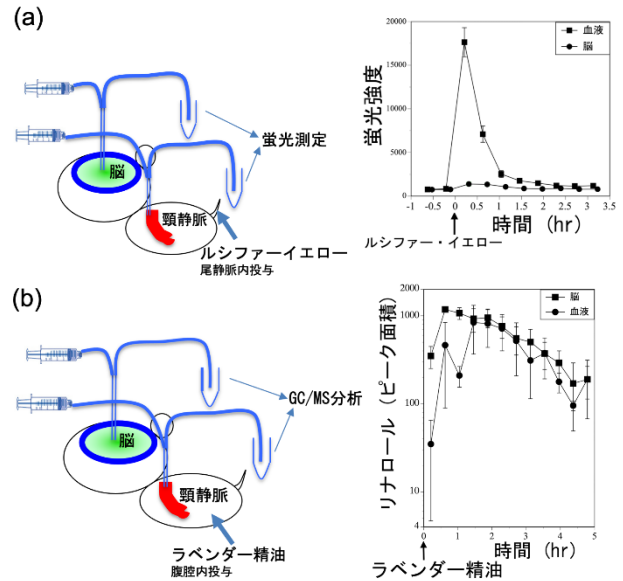 (a)
脳
頸静脈
蛍光測定
ルシファーイエロー
尾静脈内投与
蛍光強度
20000
15000
10000
5000
0
血液
脳
-1 -0.5 0 0.5 1 1.5 2 2.5 3 3.5
時間 (hr)
ルシファー・イエロー
(b)
脳
頸静脈
GC/MS分析
ラベンダー精油
腹腔内投与
リナロール (ピーク面積)
1000
100
10
4
脳
血液
0 1 2 3 4 5
時間 (hr)
ラベンダー精油